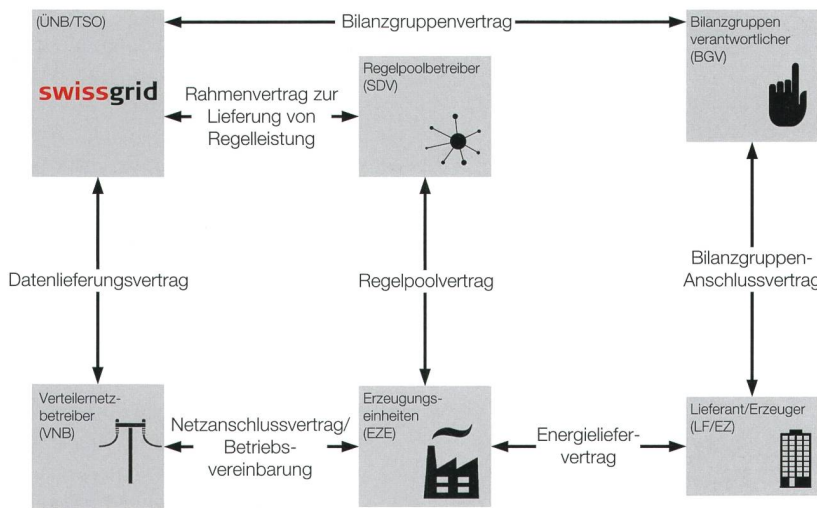 (ÜNB/TSO)
swissgrid
Bilanzgruppenvertrag
Bilanzgruppen
verantwortlicher
(BGV)
Rahmenvertrag zur
Lieferung von
Regelleistung
Regelpoolbetreiber
(SDV)
Datenlieferungsvertrag
Regelpoolvertrag
Bilanzgruppen-
Anschlussvertrag
Verteilernetz-
betreiber
(VNB)
Netzanschlussvertrag/
Betriebs-
vereinbarung
Erzeugungs-
einheiten
(EZE)
Energieliefer-
vertrag
Lieferant/Erzeuger
(LF/EZ)